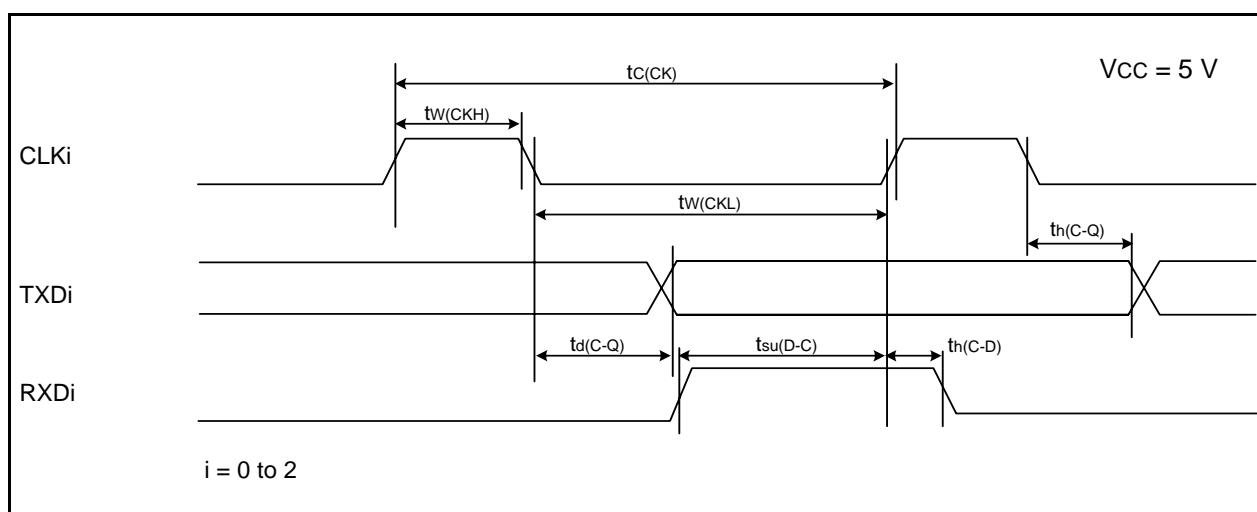 tC(CK)
VCC = 5 V
tW(CKH)
CLKi
tW(CKL)
th(C-Q)
TXDi
td(C-Q)
tsu(D-C)
th(C-D)
RXDi
i = 0 to 2